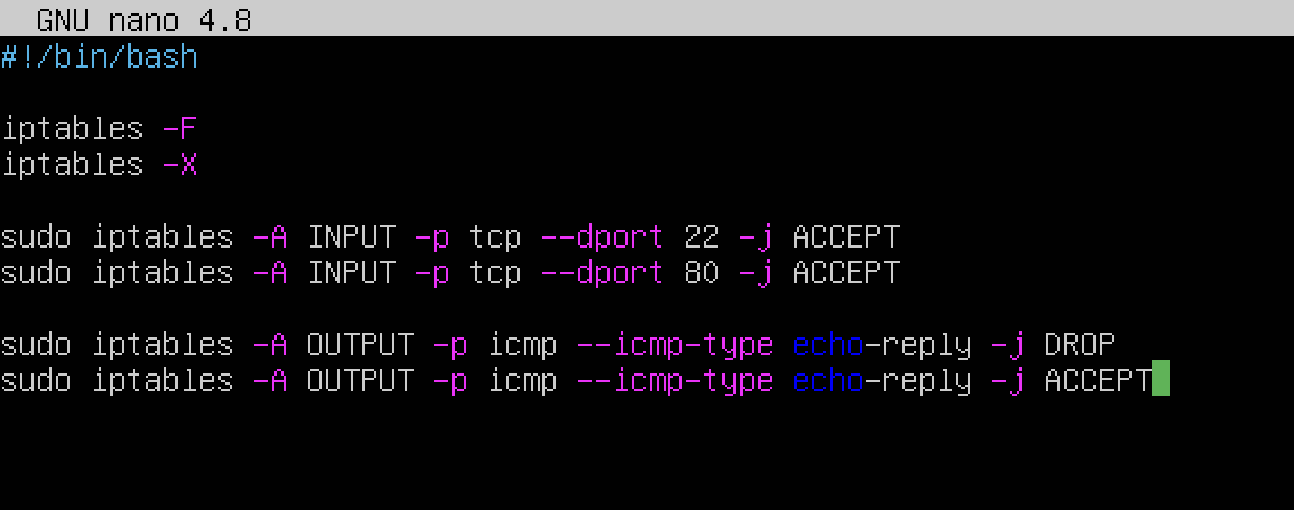 GNU nano 4.8
#!/bin/bash
iptables -F
iptables -X
sudo iptables -A INPUT -p tcp --dport 22 -j ACCEPT
sudo iptables -A INPUT -p tcp --dport 80 -j ACCEPT
sudo iptables -A OUTPUT -p icmp --icmp-type echo-reply -j DROP
sudo iptables -A OUTPUT -p icmp --icmp-type echo-reply -j ACCEPT